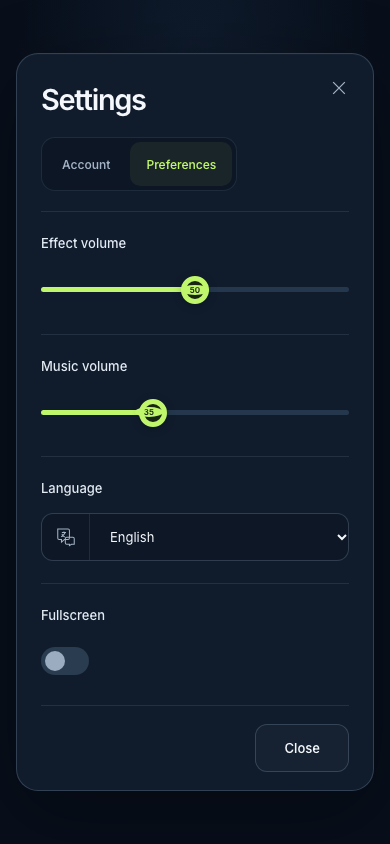 Settings
Account
Preferences
Effect volume
50
Music volume
35
Language
English
Fullscreen
Close